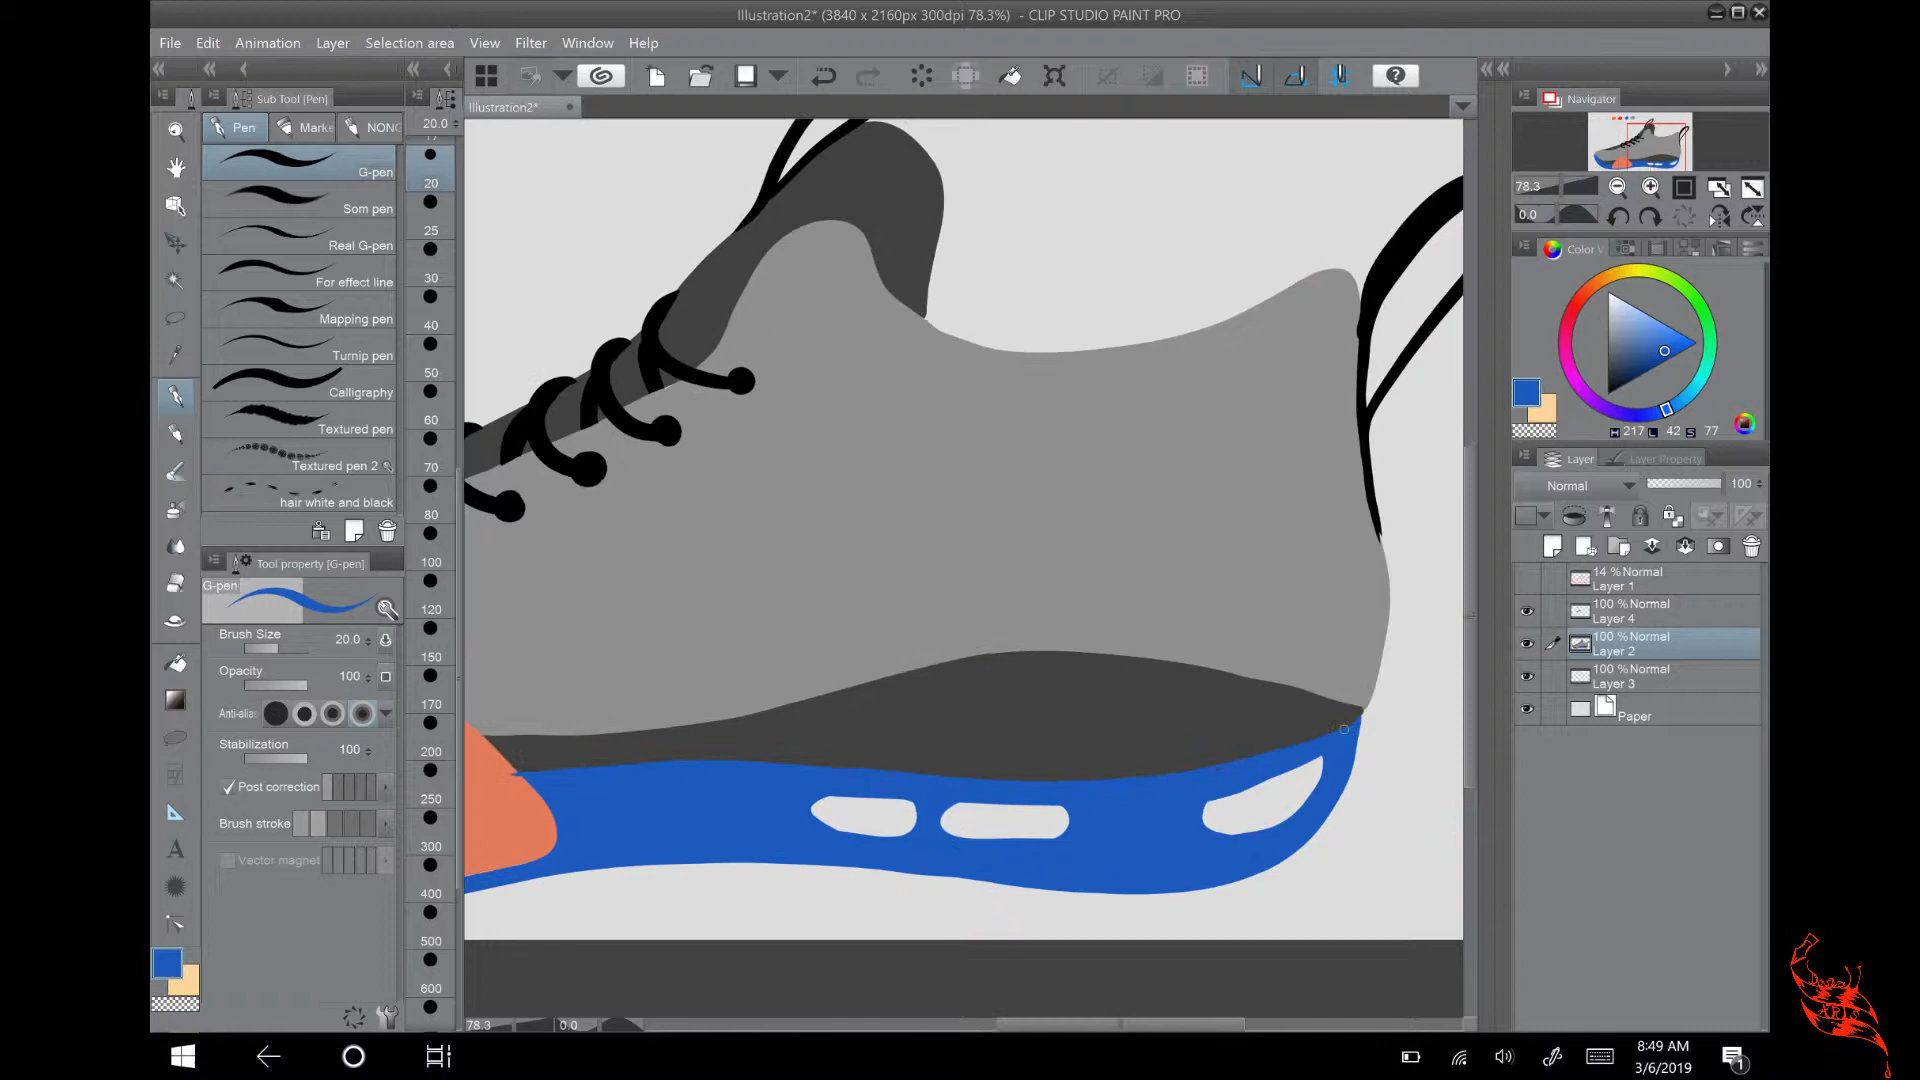 Illustration2* (3840 x 2160px 300dpi 78.3%) - CLIP STUDIO PAINT PRO
File Edit Animation Layer Selection area View Filter Window Help
Sub Tool [Pen]
Illustration2*
Navigator
Pen Marke NONC
20.0
G-pen
Som pen
Real G-pen
For effect line
Mapping pen
Turnip pen
Calligraphy
Textured pen
Textured pen 2
hair white and black
17
20
25
30
40
50
60
70
80
100
120
150
170
200
250
300
400
500
600
Tool property [G-pen]
G-pen
Brush Size 20.0
Opacity 100
Anti-alia
Stabilization 100
Post correction
Brush stroke
Vector magnet
78.3 0.0
78.3
0.0
Color
H 217 L 42 S 77
Layer Layer Property
Normal 100
14 % Normal
Layer 1
100 % Normal
Layer 4
100 % Normal
Layer 2
100 % Normal
Layer 3
Paper
8:49 AM
3/6/2019
1
ARTS